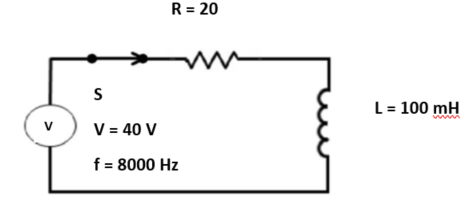 R = 20
S
L = 100 mH
V
V = 40 V
f = 8000 Hz